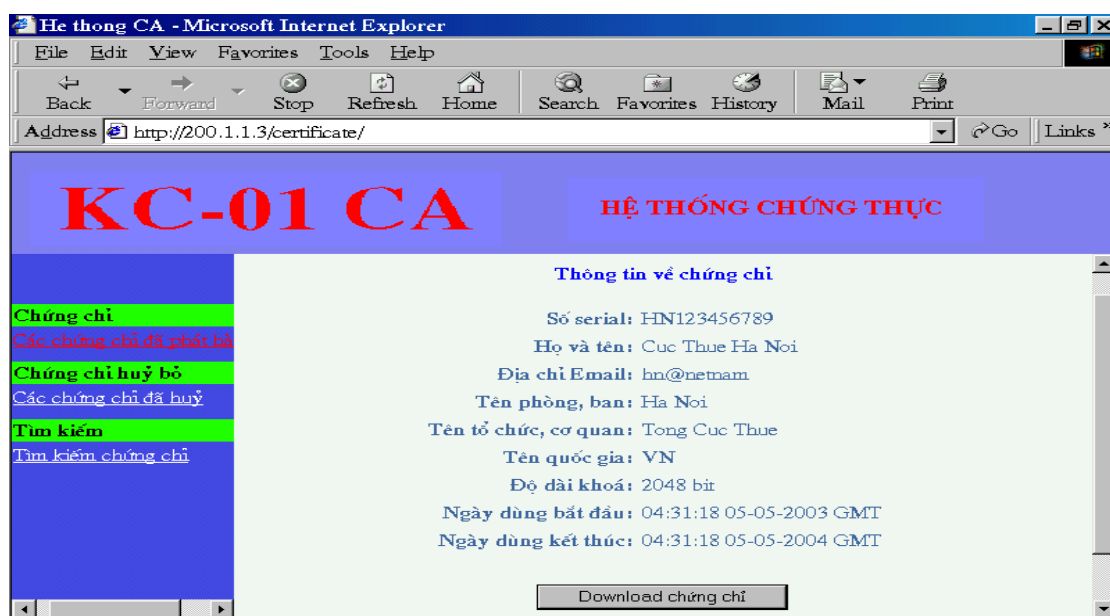 He thong CA - Microsoft Internet Explorer
File Edit View Favorites Tools Help
Back Forward Stop Refresh Home Search Favorites History Mail Print
Address http://200.1.1.3/certificate/ Go Links »
KC-01 CA
HỆ THỐNG CHỨNG THỰC
Chứng chỉ
Các chứng chỉ đã phát hà
Chứng chỉ huỷ bỏ
Các chứng chỉ đã huỷ
Tìm kiếm
Tìm kiếm chứng chỉ
Thông tin về chứng chỉ
Số serial: HN123456789
Họ và tên: Cuc Thue Ha Noi
Địa chỉ Email: hn@netnam
Tên phòng, ban: Ha Noi
Tên tổ chức, cơ quan: Tong Cuc Thue
Tên quốc gia: VN
Độ dài khoá: 2048 bit
Ngày dùng bắt đầu: 04:31:18 05-05-2003 GMT
Ngày dùng kết thúc: 04:31:18 05-05-2004 GMT
Download chứng chỉ